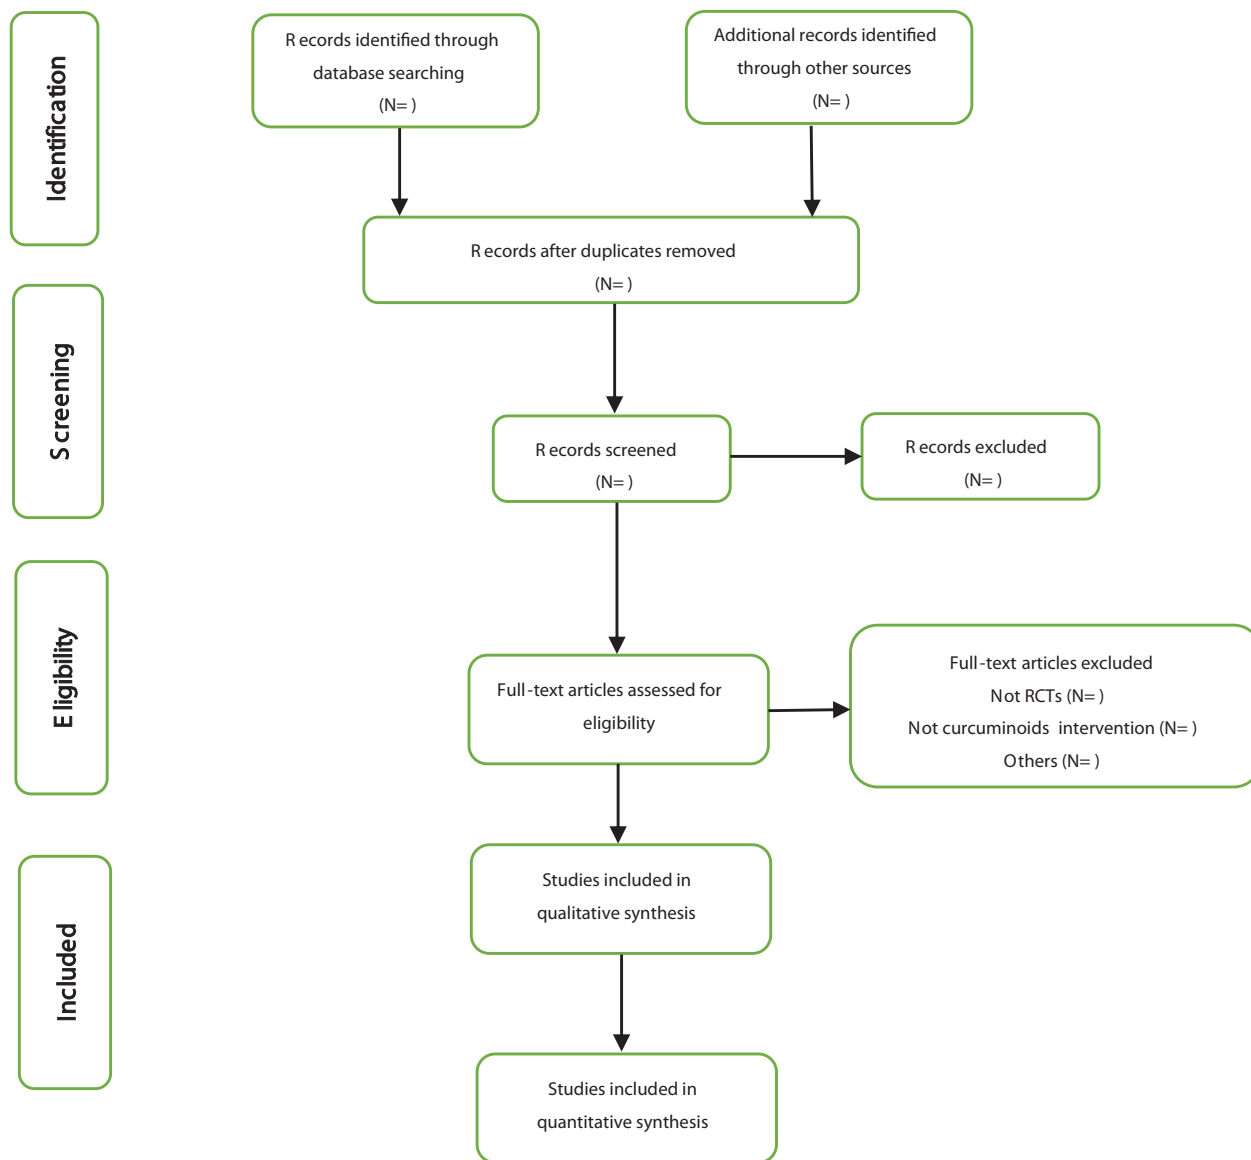 Identification
Records identified through
database searching
(N= )
Additional records identified
through other sources
(N= )
Records after duplicates removed
(N= )
Screening
Records screened
(N= )
Records excluded
(N= )
Eligibility
Full-text articles assessed for
eligibility
Full-text articles excluded
Not RCTs (N= )
Not curcuminoids intervention (N= )
Others (N= )
Included
Studies included in
qualitative synthesis
Studies included in
quantitative synthesis